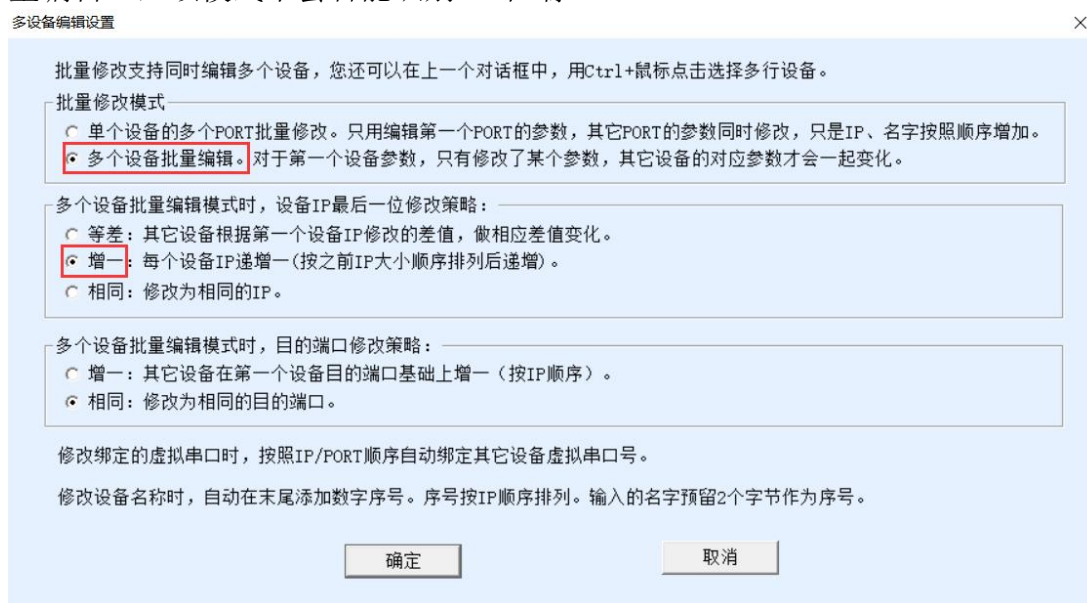 多设备编辑设置
批量修改支持同时编辑多个设备，您还可以在上一个对话框中，用Ctrl+鼠标点击选择多行设备。
批量修改模式
单个设备的多个PORT批量修改。只用编辑第一个PORT的参数，其它PORT的参数同时修改，只是IP、名字按照顺序增加。
多个设备批量编辑。对于第一个设备参数，只有修改了某个参数，其它设备的对应参数才会一起变化。
多个设备批量编辑模式时，设备IP最后一位修改策略：
等差：其它设备根据第一个设备IP修改的差值，做相应差值变化。
增一：每个设备IP递增一(按之前IP大小顺序排列后递增)。
相同：修改为相同的IP。
多个设备批量编辑模式时，目的端口修改策略：
增一：其它设备在第一个设备目的端口基础上增一（按IP顺序）。
相同：修改为相同的目的端口。
修改绑定的虚拟串口时，按照IP/PORT顺序自动绑定其它设备虚拟串口号。
修改设备名称时，自动在末尾添加数字序号。序号按IP顺序排列。输入的名字预留2个字节作为序号。
确定
取消